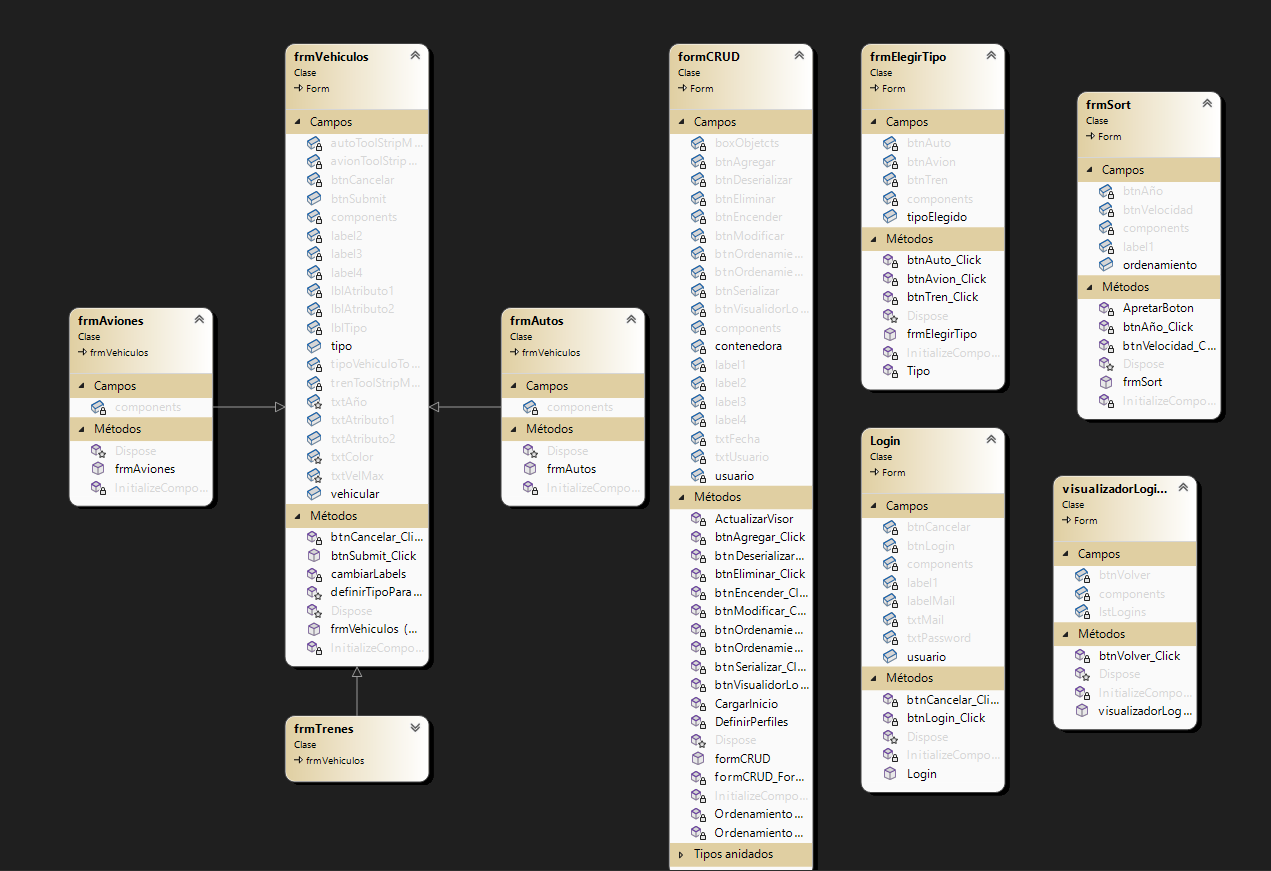 frmVehiculos
Clase
Form
Campos
autoToolStripM...
avionToolStrip...
btnCancelar
btnSubmit
components
label2
label3
label4
lblAtributo1
lblAtributo2
lblTipo
tipo
tipoVehiculoTo...
trenToolStripM...
txtAño
txtAtributo1
txtAtributo2
txtColor
txtVelMax
vehicular
Métodos
btnCancelar_Cli...
btnSubmit_Click
cambiarLabels
definirTipoPara...
Dispose
frmVehiculos (...
InitializeCompo...
frmAviones
Clase
frmVehiculos
Campos
components
Métodos
Dispose
frmAviones
InitializeCompo...
frmAutos
Clase
frmVehiculos
Campos
components
Métodos
Dispose
frmAutos
InitializeCompo...
frmTrenes
Clase
frmVehiculos
formCRUD
Clase
Form
Campos
boxObjetcts
btnAgregar
btnDeserializar
btnEliminar
btnEncender
btnModificar
btnOrdenamie...
btnOrdenamie...
btnSerializar
btnVisualidorLo...
components
contenedora
label1
label2
label3
label4
txtFecha
txtUsuario
usuario
Métodos
ActualizarVisor
btnAgregar_Click
btnDeserializar...
btnEliminar_Click
btnEncender_Cl...
btnModificar_C...
btnOrdenamie...
btnOrdenamie...
btnSerializar_Cl...
btnVisualidorLo...
CargarInicio
DefinirPerfiles
Dispose
formCRUD
formCRUD_For...
InitializeCompo...
Ordenamiento...
Ordenamiento...
Tipos anidados
frmElegirTipo
Clase
Form
Campos
btnAuto
btnAvion
btnTren
components
tipoElegido
Métodos
btnAuto_Click
btnAvion_Click
btnTren_Click
Dispose
frmElegirTipo
InitializeCompo...
Tipo
Login
Clase
Form
Campos
btnCancelar
btnLogin
components
label1
labelMail
txtMail
txtPassword
usuario
Métodos
btnCancelar_Cli...
btnLogin_Click
Dispose
InitializeCompo...
Login
frmSort
Clase
Form
Campos
btnAño
btnVelocidad
components
label1
ordenamiento
Métodos
ApretarBoton
btnAño_Click
btnVelocidad_C...
Dispose
frmSort
InitializeCompo...
visualizadorLogi...
Clase
Form
Campos
btnVolver
components
lstLogins
Métodos
btnVolver_Click
Dispose
InitializeCompo...
visualizadorLog...